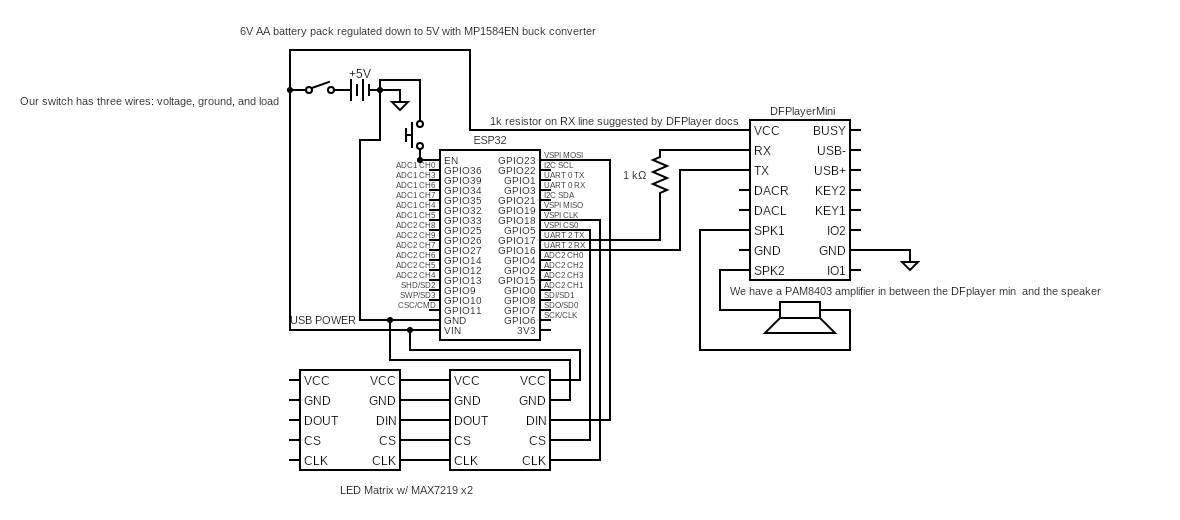 6V AA battery pack regulated down to 5V with MP1584EN buck converter
+5V
Our switch has three wires: voltage, ground, and load
1k resistor on RX line suggested by DFPlayer docs
DFPlayerMini
VCC BUSY
RX USB-
TX USB+
DACR KEY2
DACL KEY1
SPK1 IO2
GND GND
SPK2 IO1
1 kΩ
ESP32
EN GPIO23 VSPI MOSI
ADC1 CH0 GPIO36 GPIO22 I2C SCL
ADC1 CH3 GPIO39 GPIO1 UART 0 TX
ADC1 CH6 GPIO34 GPIO3 UART 0 RX
ADC1 CH7 GPIO35 GPIO21 I2C SDA
ADC1 CH4 GPIO32 GPIO19 VSPI MISO
ADC1 CH5 GPIO33 GPIO18 VSPI CLK
ADC2 CH8 GPIO25 GPIO5 VSPI CS0
ADC2 CH9 GPIO26 GPIO17 UART 2 TX
ADC2 CH7 GPIO27 GPIO16 UART 2 RX
ADC2 CH6 GPIO14 GPIO4 ADC2 CH0
ADC2 CH5 GPIO12 GPIO2 ADC2 CH2
ADC2 CH4 GPIO13 GPIO15 ADC2 CH3
SHD/SD2 GPIO9 GPIO0 ADC2 CH1
SWP/SD3 GPIO10 GPIO8 SDI/SD1
CSC/CMD GPIO11 GPIO7 SDO/SD0
GND GPIO6 SCK/CLK
VIN 3V3
USB POWER
We have a PAM8403 amplifier in between the DFplayer min and the speaker
VCC VCC VCC VCC
GND GND GND GND
DOUT DIN DOUT DIN
CS CS CS CS
CLK CLK CLK CLK
LED Matrix w/ MAX7219 x2